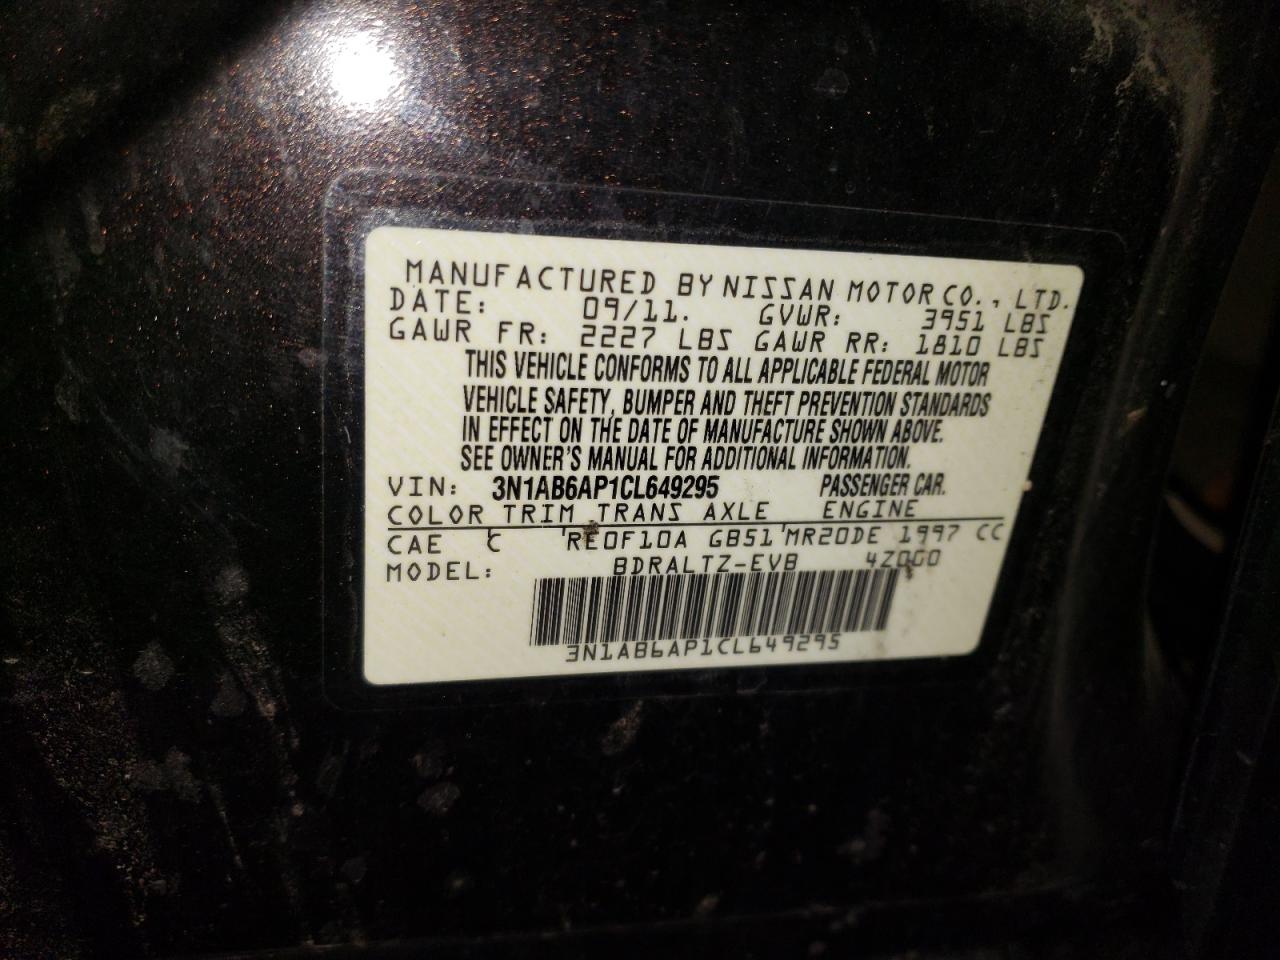 MANUFACTURED BY NISSAN MOTOR CO., LTD.
DATE: 09/11. GVWR: 3951 LBS
GAWR FR: 2227 LBS GAWR RR: 1810 LBS
THIS VEHICLE CONFORMS TO ALL APPLICABLE FEDERAL MOTOR
VEHICLE SAFETY, BUMPER AND THEFT PREVENTION STANDARDS
IN EFFECT ON THE DATE OF MANUFACTURE SHOWN ABOVE.
SEE OWNER'S MANUAL FOR ADDITIONAL INFORMATION.
VIN: 3N1AB6AP1CL649295 PASSENGER CAR.
COLOR TRIM TRANS AXLE ENGINE
CAE C RE0F10A GB51 MR20DE 1997 CC
MODEL: BDRALTZ-EVB 4Z000
3N1AB6AP1CL649295